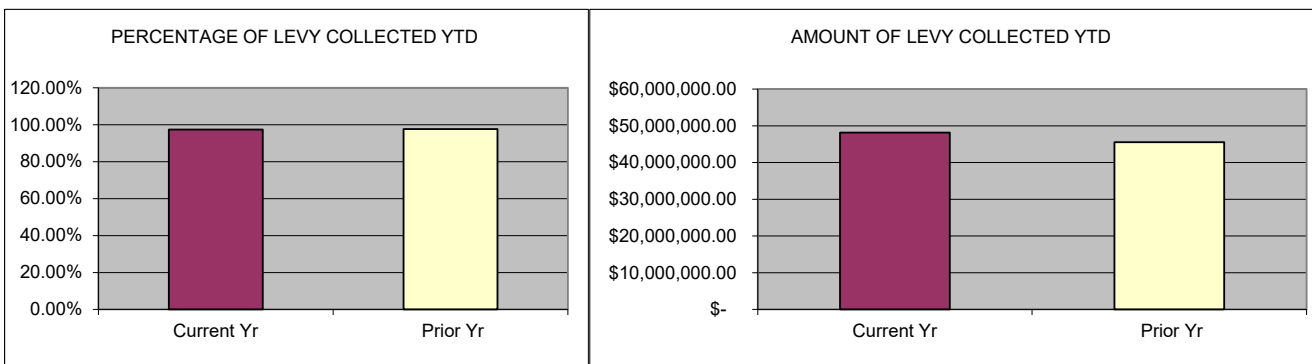 PERCENTAGE OF LEVY COLLECTED YTD
120.00%
100.00%
80.00%
60.00%
40.00%
20.00%
0.00%
Current Yr
Prior Yr
AMOUNT OF LEVY COLLECTED YTD
$60,000,000.00
$50,000,000.00
$40,000,000.00
$30,000,000.00
$20,000,000.00
$10,000,000.00
$-
Current Yr
Prior Yr